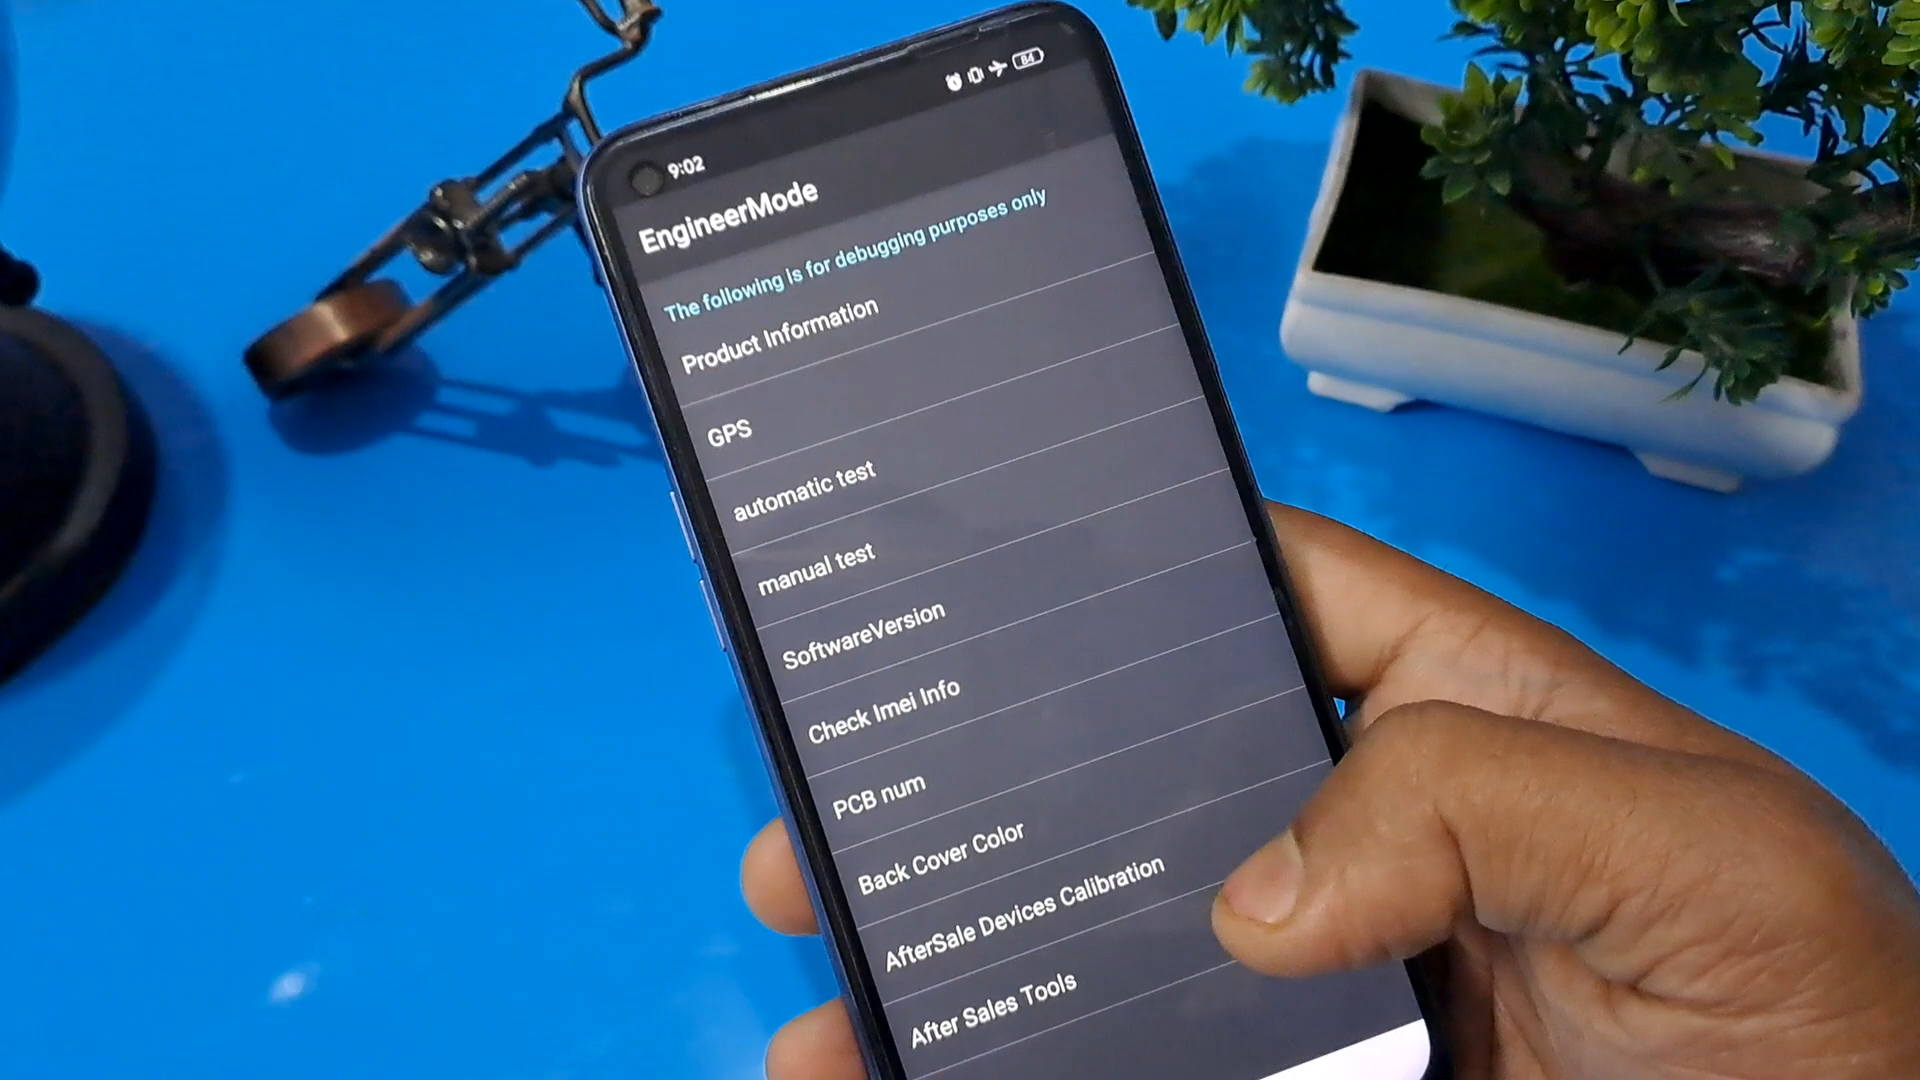 9:02
84
EngineerMode
The following is for debugging purposes only
Product Information
GPS
automatic test
manual test
SoftwareVersion
Check Imei Info
PCB num
Back Cover Color
AfterSale Devices Calibration
After Sales Tools